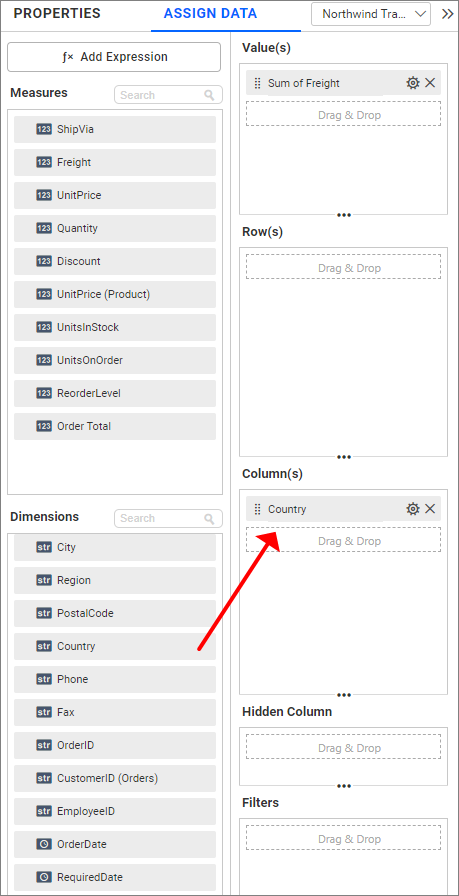 PROPERTIES
ASSIGN DATA
Northwind Tra...
ƒx Add Expression
Measures
Search
123 ShipVia
123 Freight
123 UnitPrice
123 Quantity
123 Discount
123 UnitPrice (Product)
123 UnitsInStock
123 UnitsOnOrder
123 ReorderLevel
123 Order Total
Dimensions
Search
str City
str Region
str PostalCode
str Country
str Phone
str Fax
str OrderID
str CustomerID (Orders)
str EmployeeID
OrderDate
RequiredDate
Value(s)
Sum of Freight
Drag & Drop
Row(s)
Drag & Drop
Column(s)
Country
Drag & Drop
Hidden Column
Drag & Drop
Filters
Drag & Drop